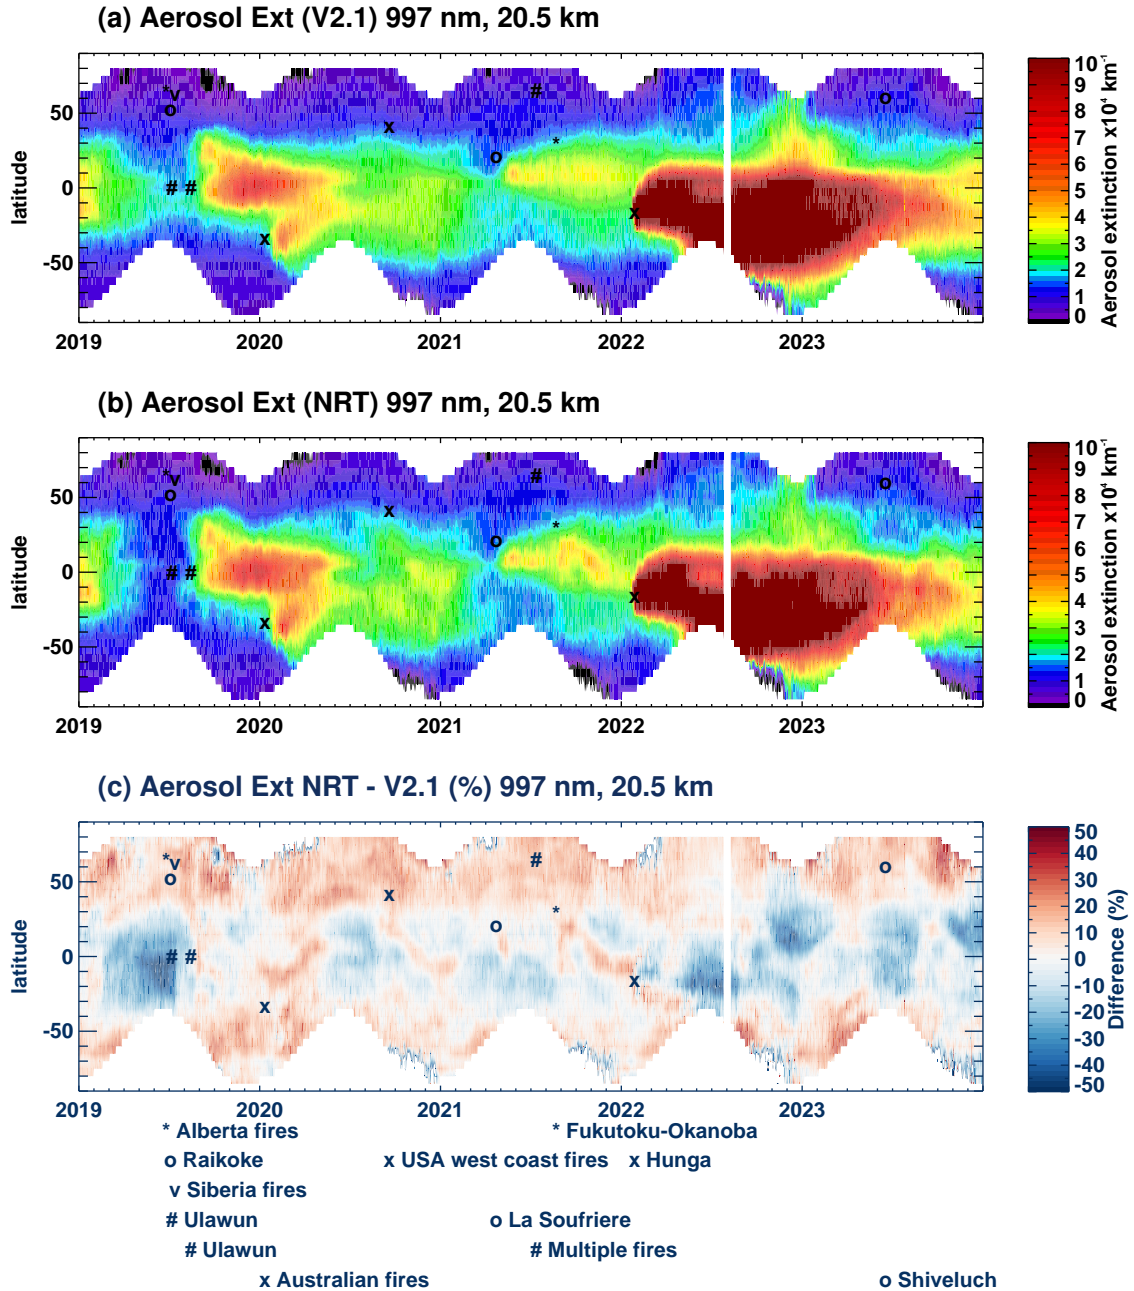 (a) Aerosol Ext (V2.1) 997 nm, 20.5 km
latitude
50
0
-50
2019 2020 2021 2022 2023
10
9
8
7
6
5
4
3
2
1
0
Aerosol extinction x10⁴ km⁻¹
(b) Aerosol Ext (NRT) 997 nm, 20.5 km
latitude
50
0
-50
2019 2020 2021 2022 2023
10
9
8
7
6
5
4
3
2
1
0
Aerosol extinction x10⁴ km⁻¹
(c) Aerosol Ext NRT - V2.1 (%) 997 nm, 20.5 km
latitude
50
0
-50
2019 2020 2021 2022 2023
50
40
30
20
10
0
-10
-20
-30
-40
-50
Difference (%)
* Alberta fires * Fukutoku-Okanoba
o Raikoke x USA west coast fires x Hunga
v Siberia fires
# Ulawun o La Soufriere
# Ulawun # Multiple fires
x Australian fires o Shiveluch